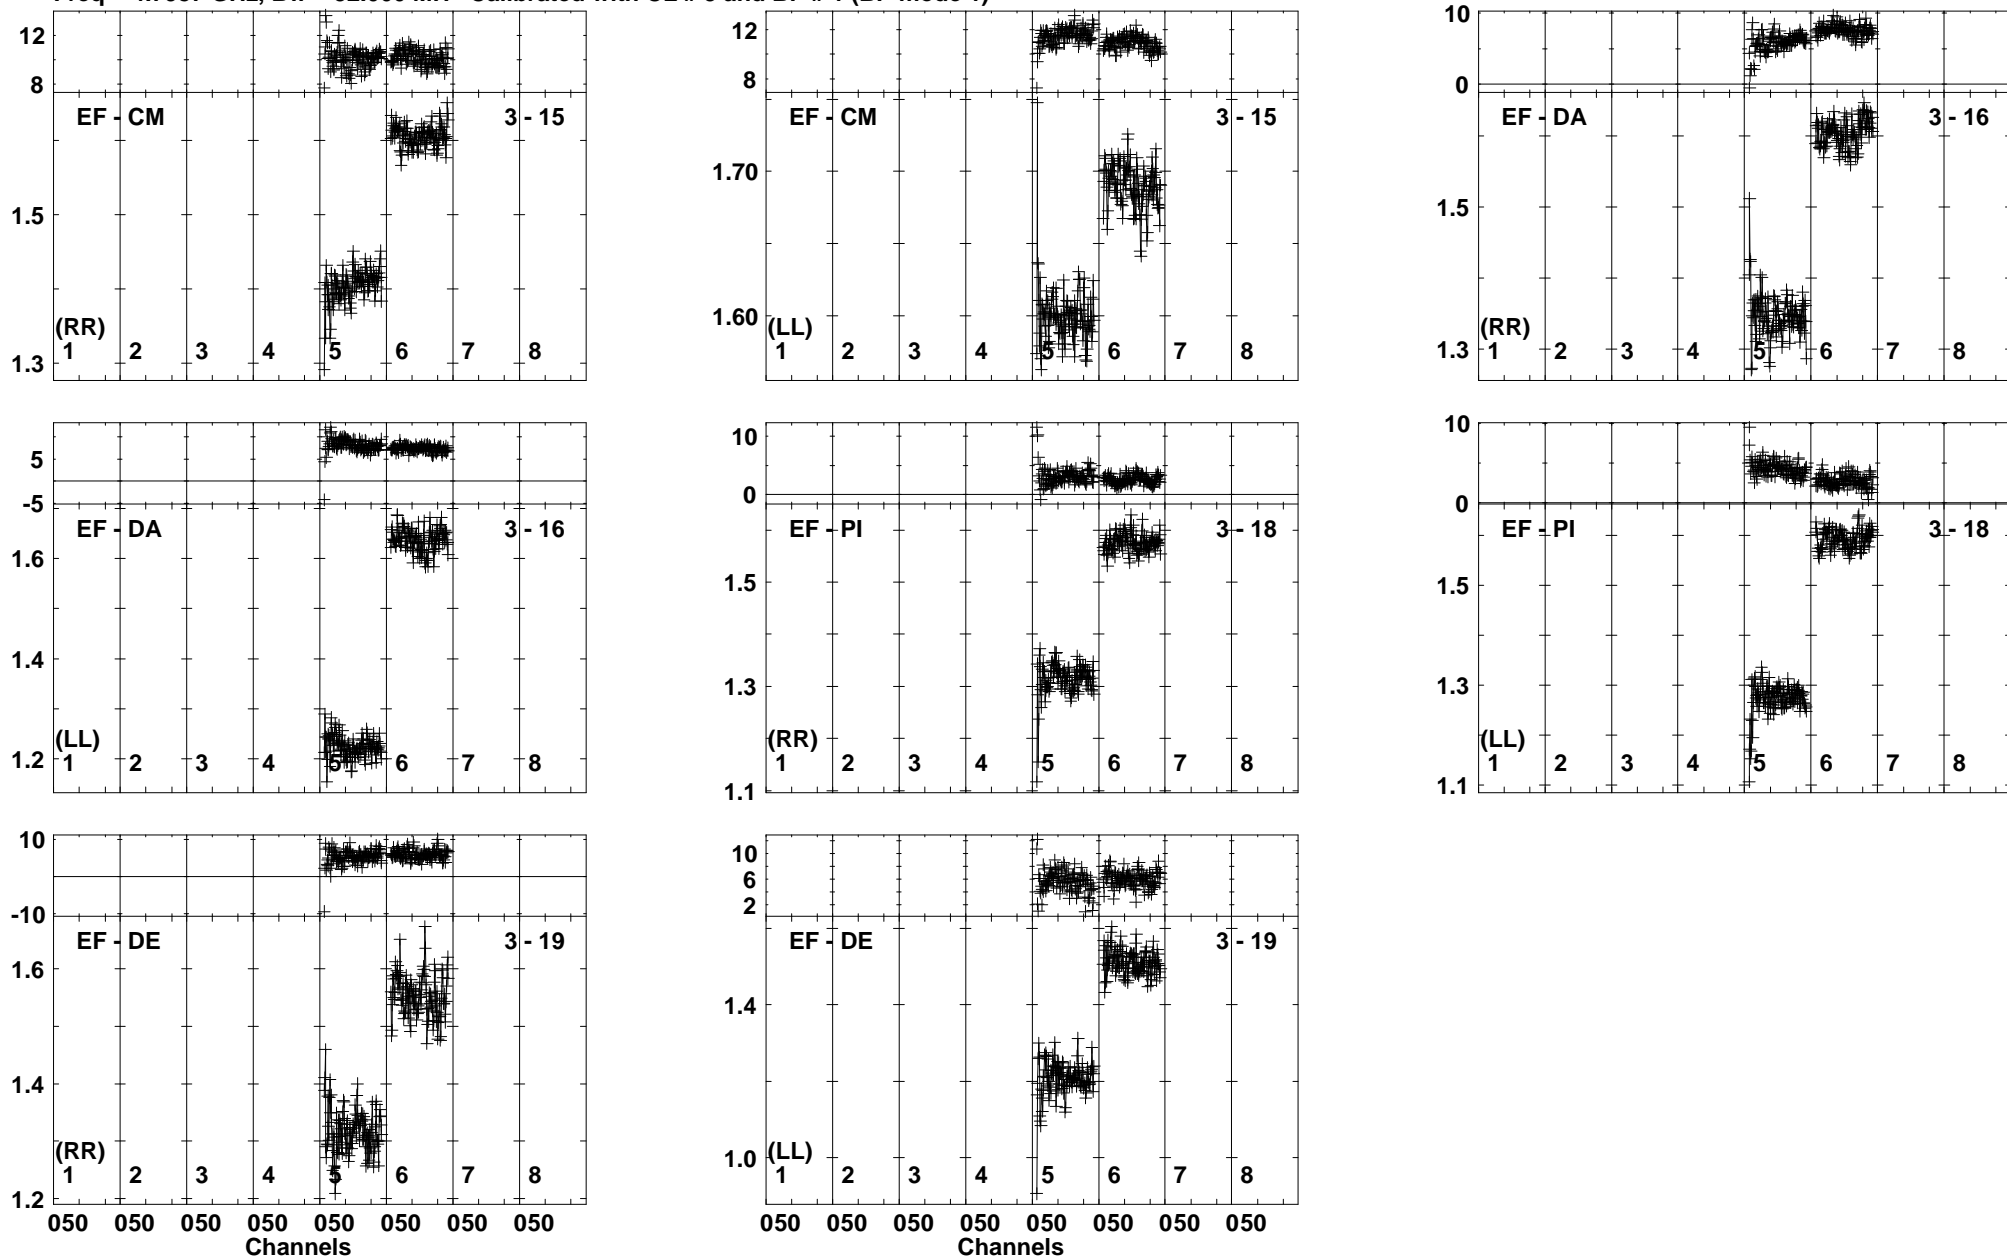 12
8
EF - CM
3 - 15
1.5
1.3
(RR)
1 2 3 4 5 6 7 8
12
8
EF - CM
3 - 15
1.70
1.60
(LL)
1 2 3 4 5 6 7 8
10
0
EF - DA
3 - 16
1.5
1.3
(RR)
1 2 3 4 5 6 7 8
5
-5
EF - DA
3 - 16
1.6
1.4
1.2
(LL)
1 2 3 4 5 6 7 8
10
0
EF - PI
3 - 18
1.5
1.3
1.1
(RR)
1 2 3 4 5 6 7 8
10
0
EF - PI
3 - 18
1.5
1.3
1.1
(LL)
1 2 3 4 5 6 7 8
10
-10
EF - DE
3 - 19
1.6
1.4
1.2
(RR)
1 2 3 4 5 6 7 8
050 050 050 050 050 050 050 050
Channels
10
6
2
EF - DE
3 - 19
1.4
1.0
(LL)
1 2 3 4 5 6 7 8
050 050 050 050 050 050 050 050
Channels